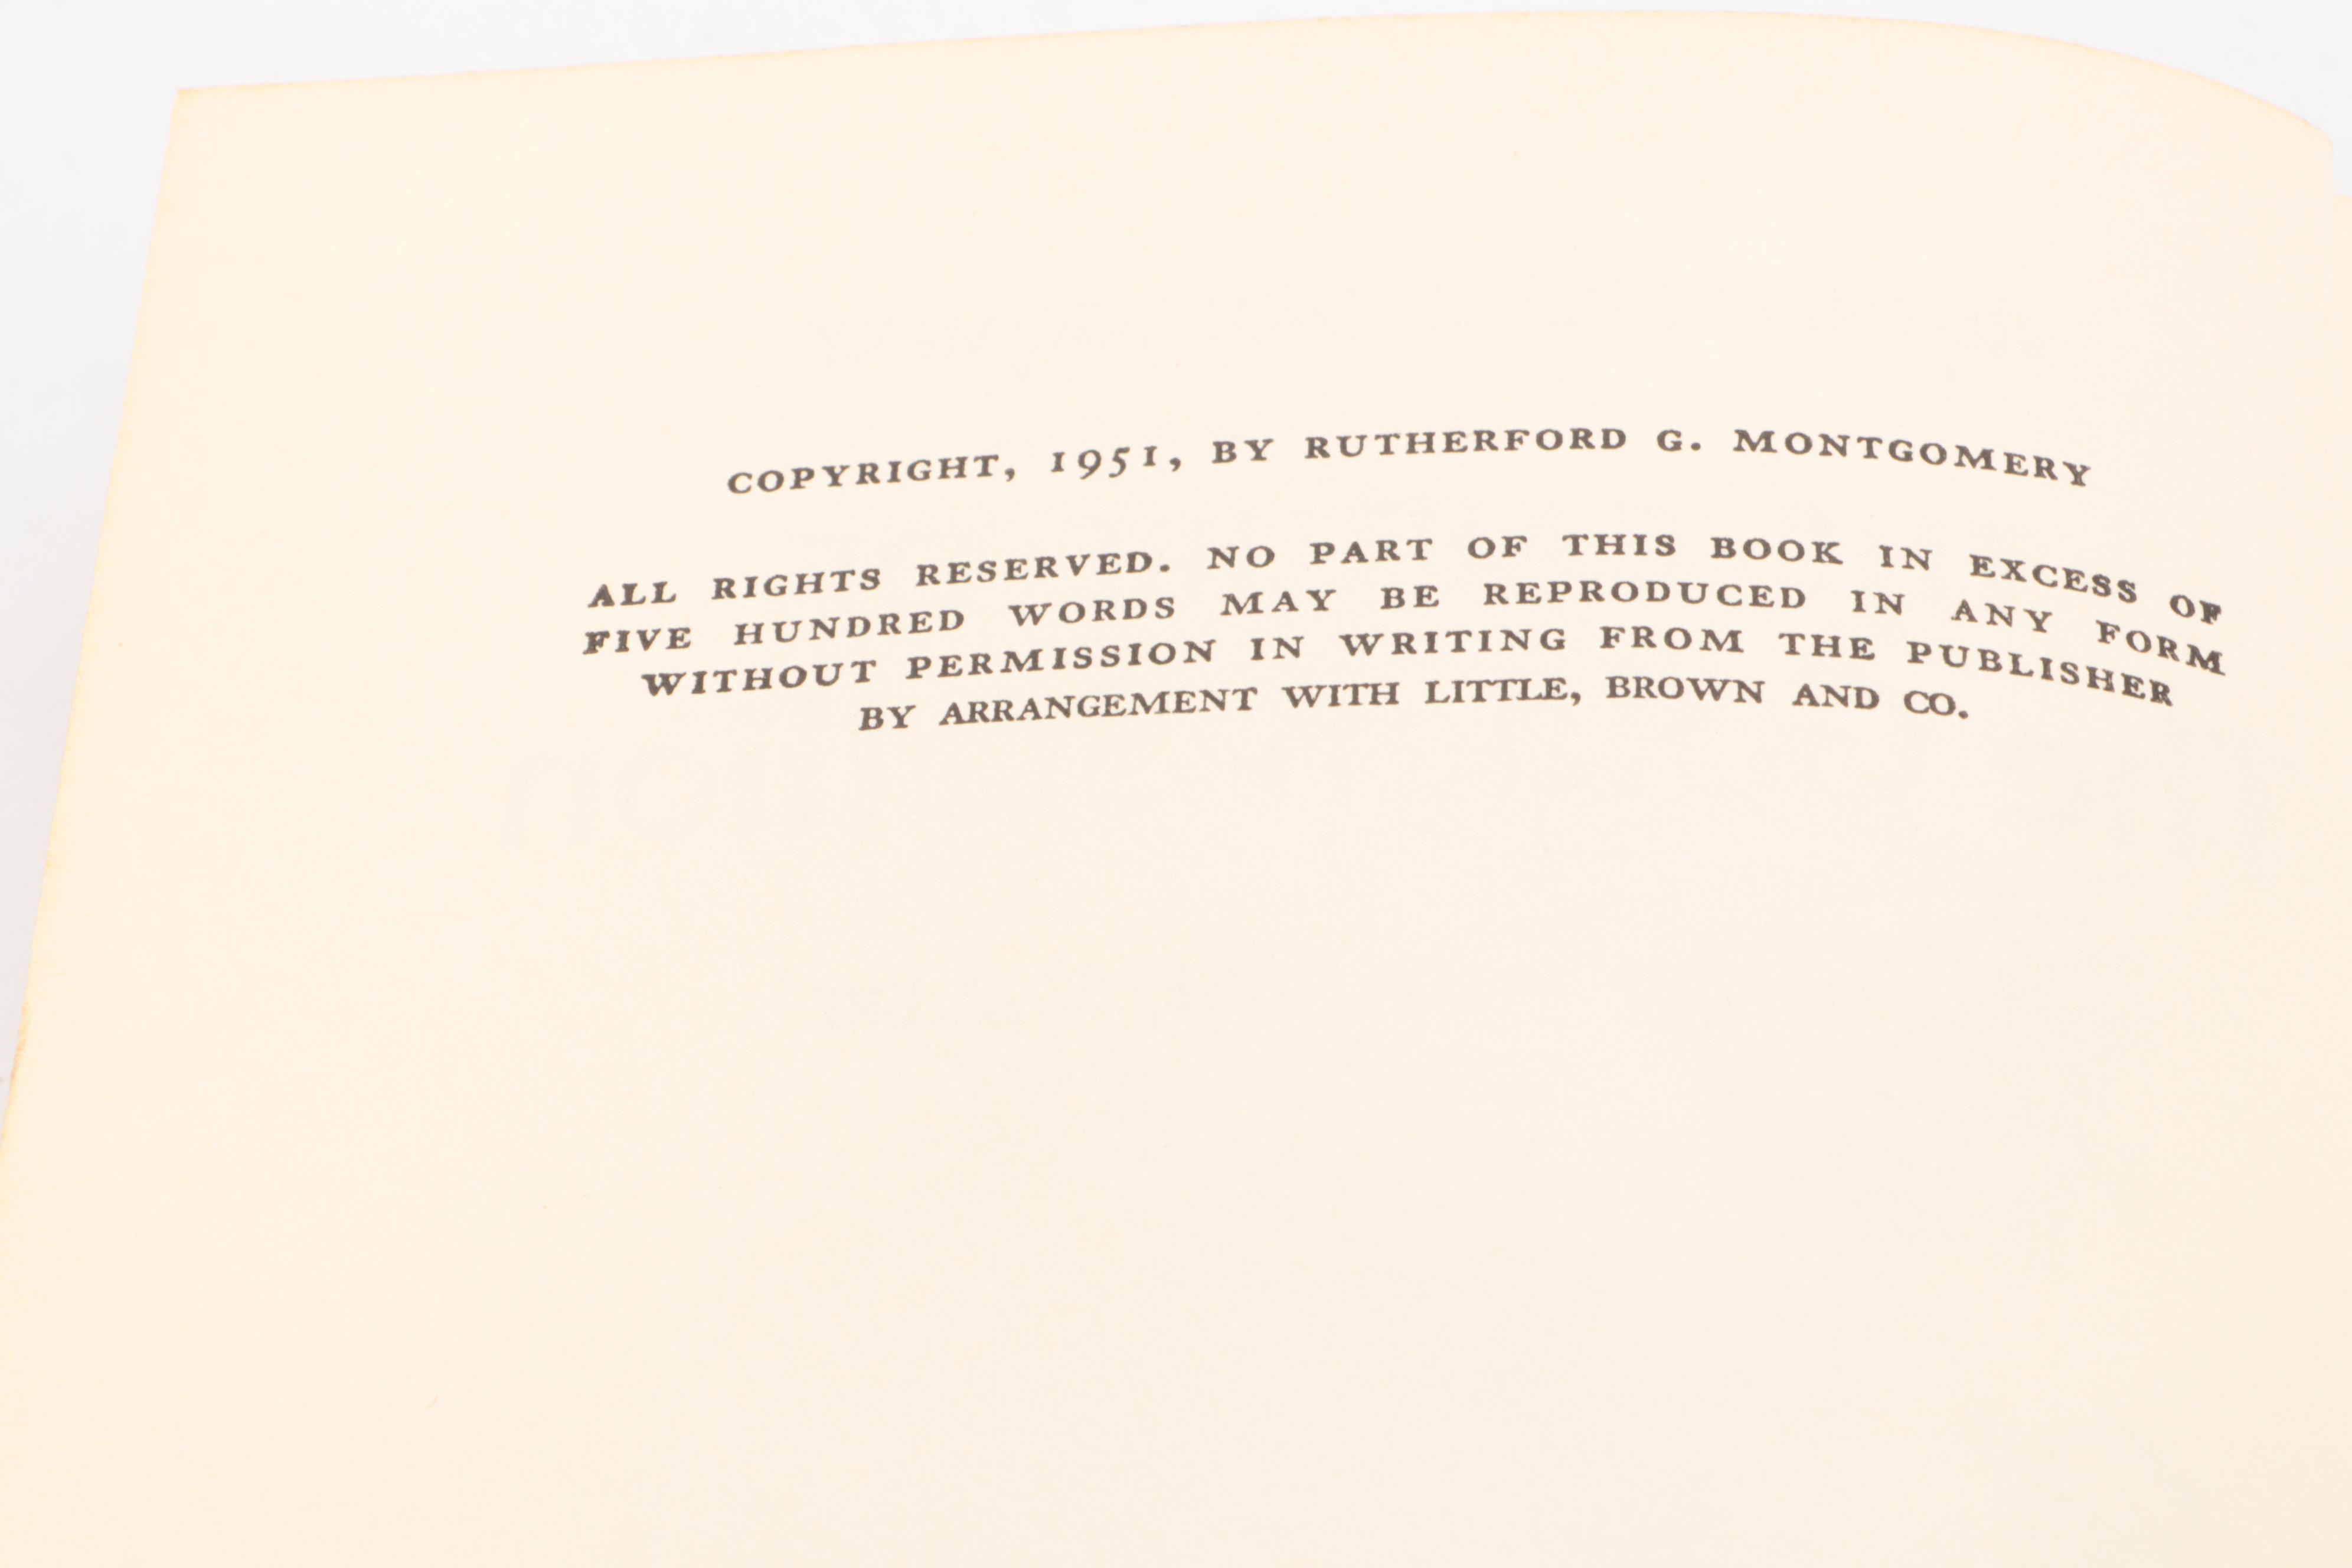 COPYRIGHT, 1951, BY RUTHERFORD G. MONTGOMERY
ALL RIGHTS RESERVED. NO PART OF THIS BOOK IN EXCESS OF
FIVE HUNDRED WORDS MAY BE REPRODUCED IN ANY FORM
WITHOUT PERMISSION IN WRITING FROM THE PUBLISHER
BY ARRANGEMENT WITH LITTLE, BROWN AND CO.